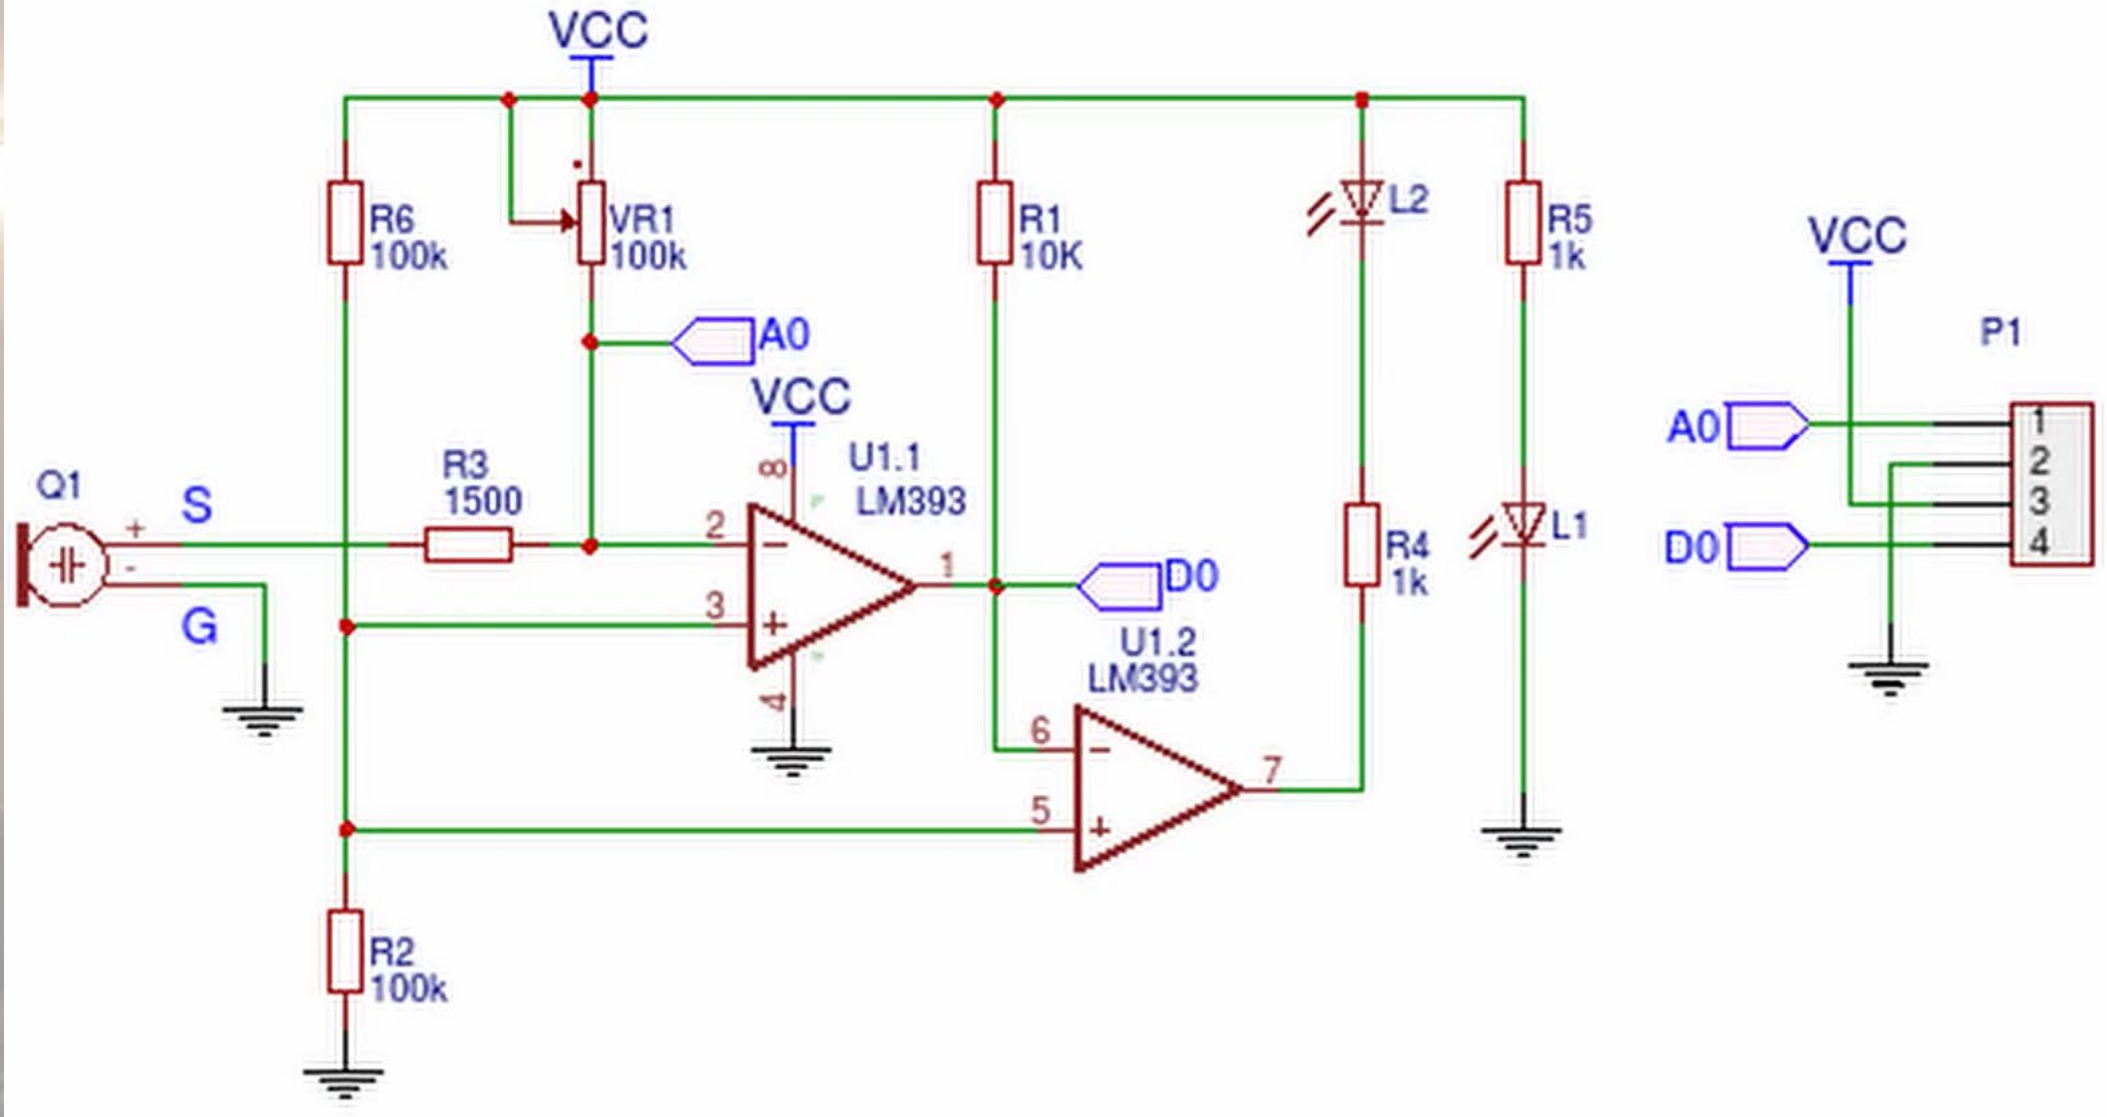 VCC
R6
100k
VR1
100k
R1
10K
L2
R5
1k
VCC
P1
A0
VCC
A0
1
2
3
D0
4
Q1
+
-
S
G
R3
1500
8
U1.1
LM393
2
-
3
+
1
4
D0
U1.2
LM393
R4
1k
L1
6
-
5
+
7
R2
100k